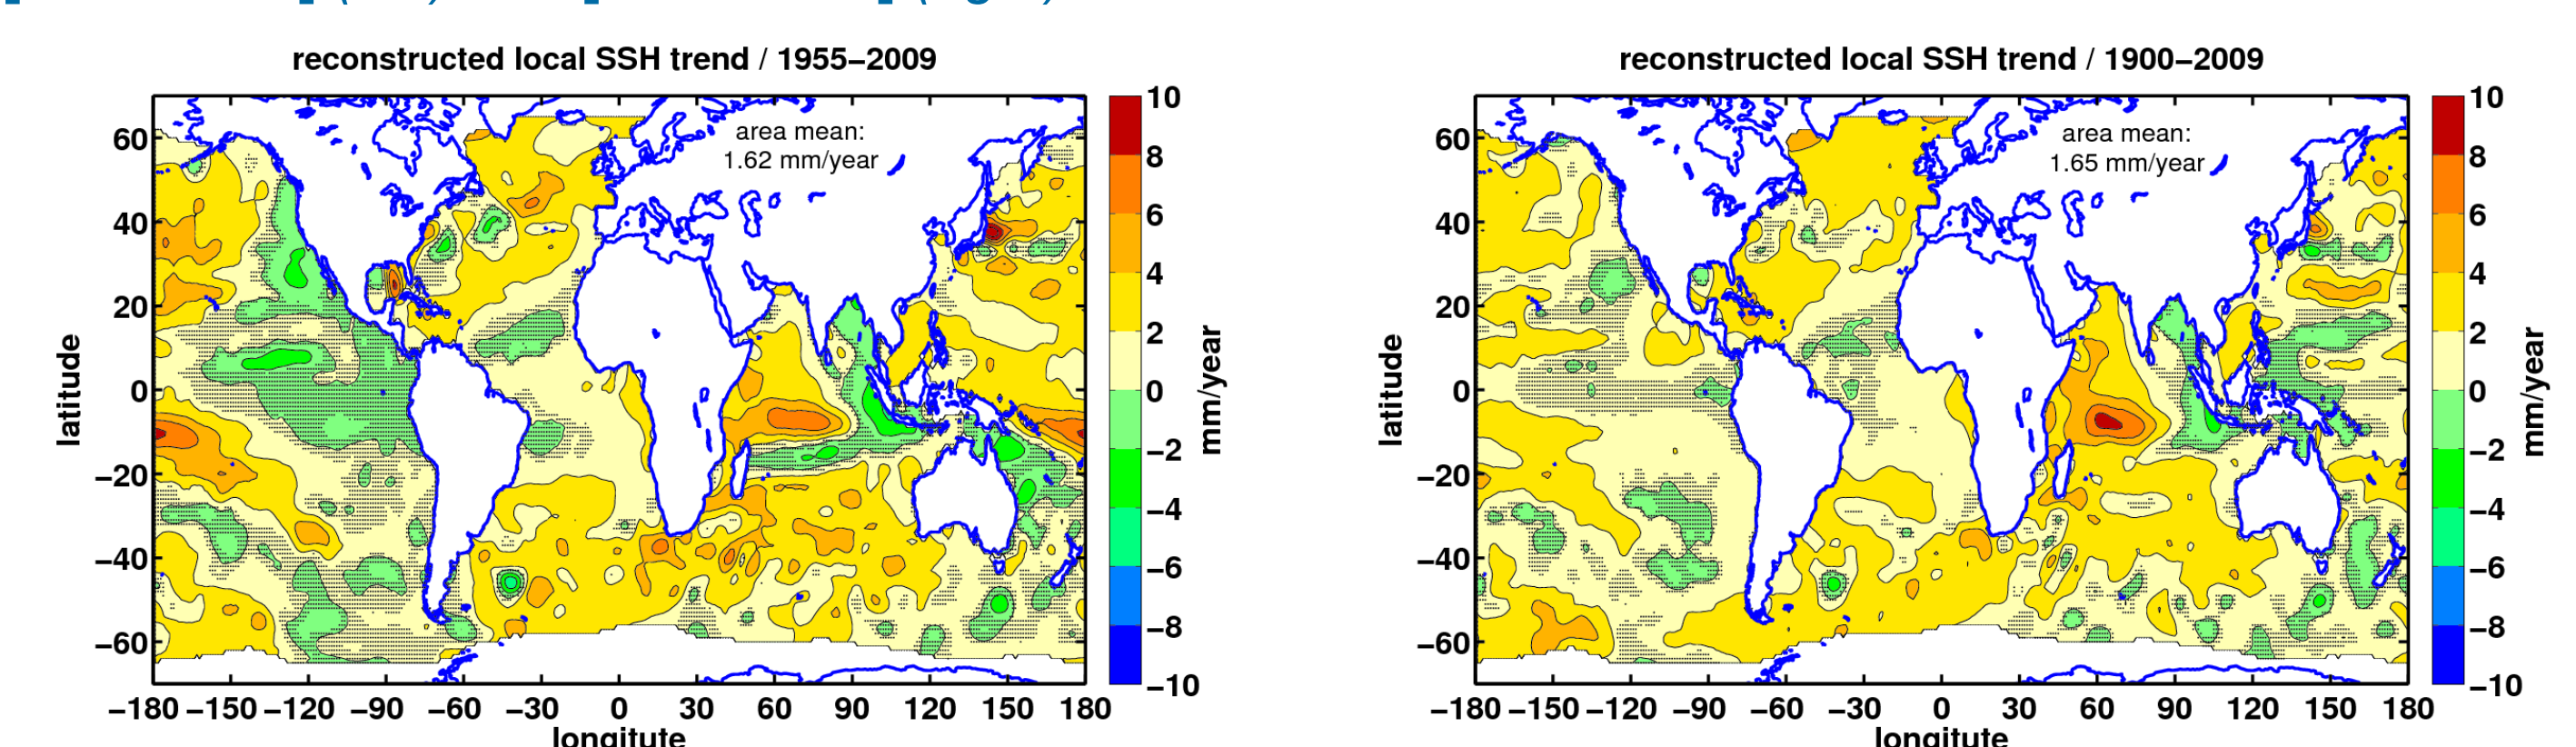 reconstructed local SSH trend / 1955−2009
area mean:
1.62 mm/year
latitude
60
40
20
0
−20
−40
−60
−180 −150 −120 −90 −60 −30 0 30 60 90 120 150 180
longitute
10
8
6
4
2
0
−2
−4
−6
−8
−10
mm/year
reconstructed local SSH trend / 1900−2009
area mean:
1.65 mm/year
latitude
60
40
20
0
−20
−40
−60
−180 −150 −120 −90 −60 −30 0 30 60 90 120 150 180
longitute
10
8
6
4
2
0
−2
−4
−6
−8
−10
mm/year